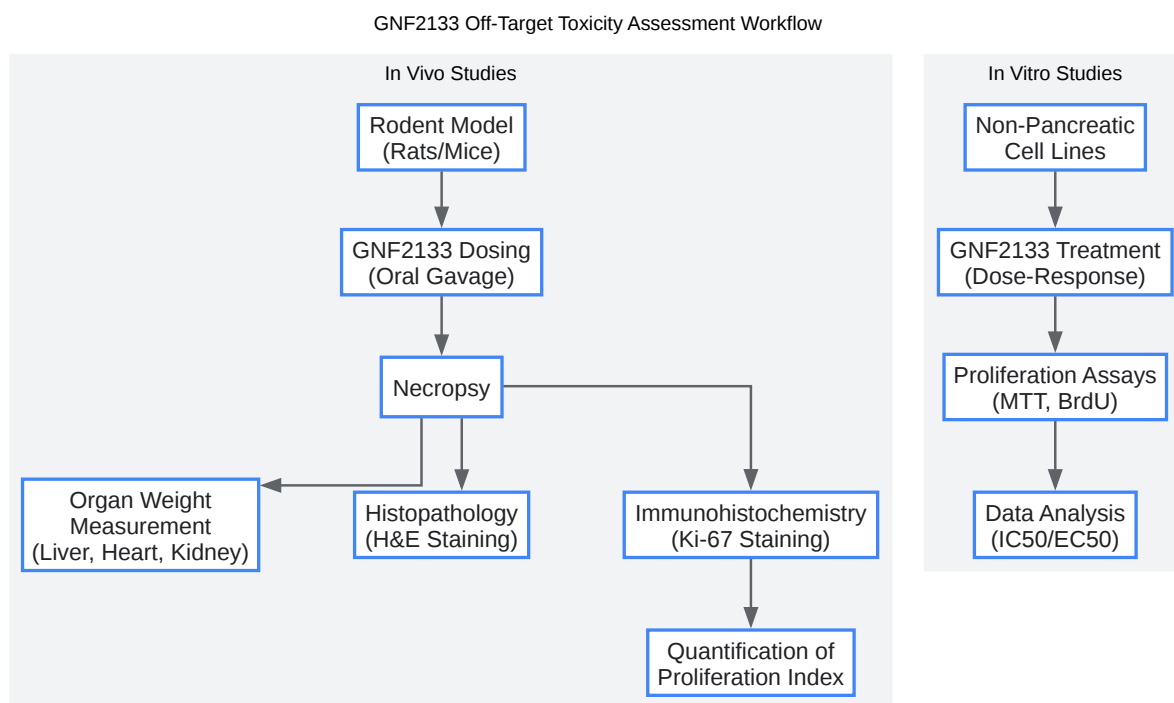 GNF2133 Off-Target Toxicity Assessment Workflow
In Vivo Studies
Rodent Model
(Rats/Mice)
GNF2133 Dosing
(Oral Gavage)
Necropsy
Organ Weight
Measurement
(Liver, Heart, Kidney)
Histopathology
(H&E Staining)
Immunohistochemistry
(Ki-67 Staining)
Quantification of
Proliferation Index
In Vitro Studies
Non-Pancreatic
Cell Lines
GNF2133 Treatment
(Dose-Response)
Proliferation Assays
(MTT, BrdU)
Data Analysis
(IC50/EC50)